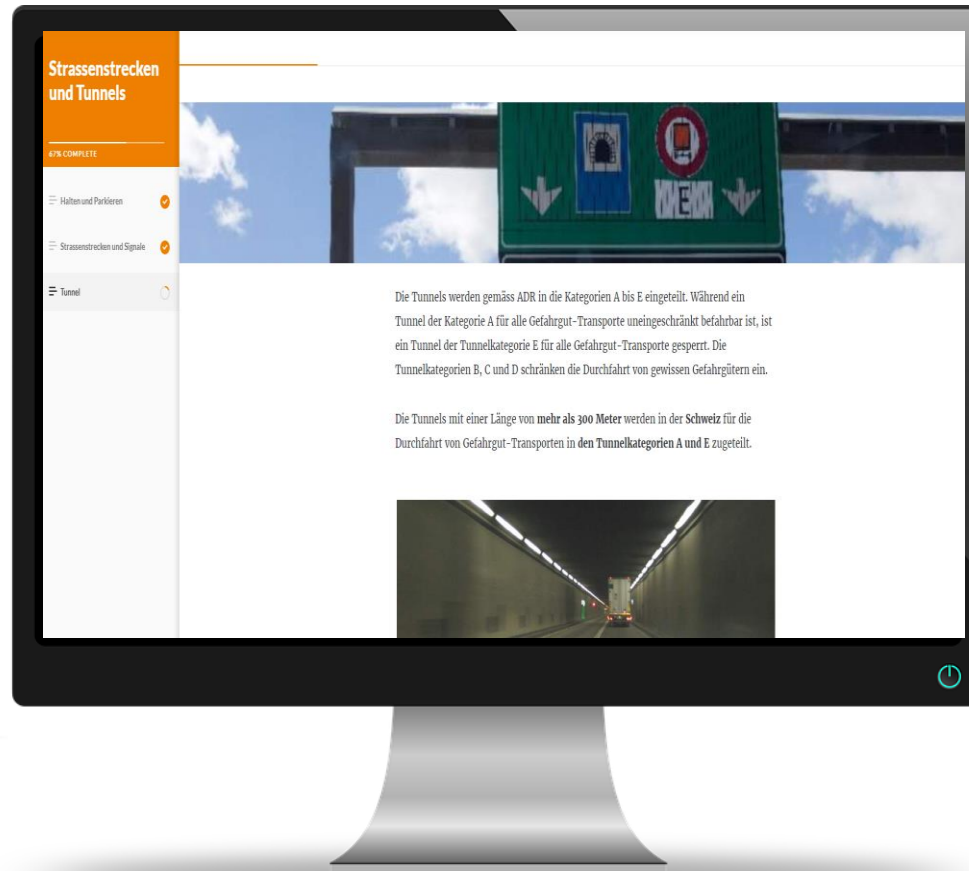 Strassenstrecken
und Tunnels
67% COMPLETE
Halten und Parkieren
Strassenstrecken und Signale
Tunnel
E
Die Tunnels werden gemäss ADR in die Kategorien A bis E eingeteilt. Während ein
Tunnel der Kategorie A für alle Gefahrgut-Transporte uneingeschränkt befahrbar ist, ist
ein Tunnel der Tunnelkategorie E für alle Gefahrgut-Transporte gesperrt. Die
Tunnelkategorien B, C und D schränken die Durchfahrt von gewissen Gefahrgütern ein.
Die Tunnels mit einer Länge von mehr als 300 Meter werden in der Schweiz für die
Durchfahrt von Gefahrgut-Transporten in den Tunnelkategorien A und E zugeteilt.